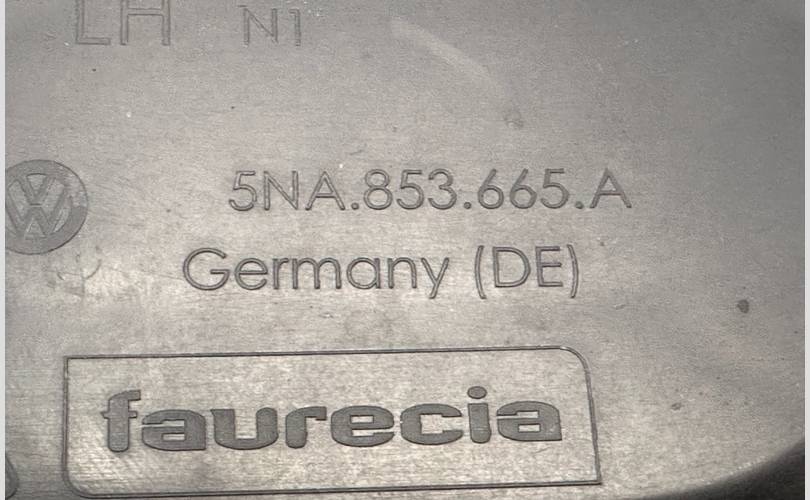 LH N1
5NA.853.665.A
Germany (DE)
faurecia